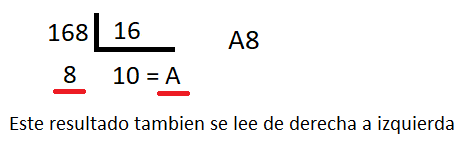 168 16 A8
8 10 = A
Este resultado tambien se lee de derecha a izquierda